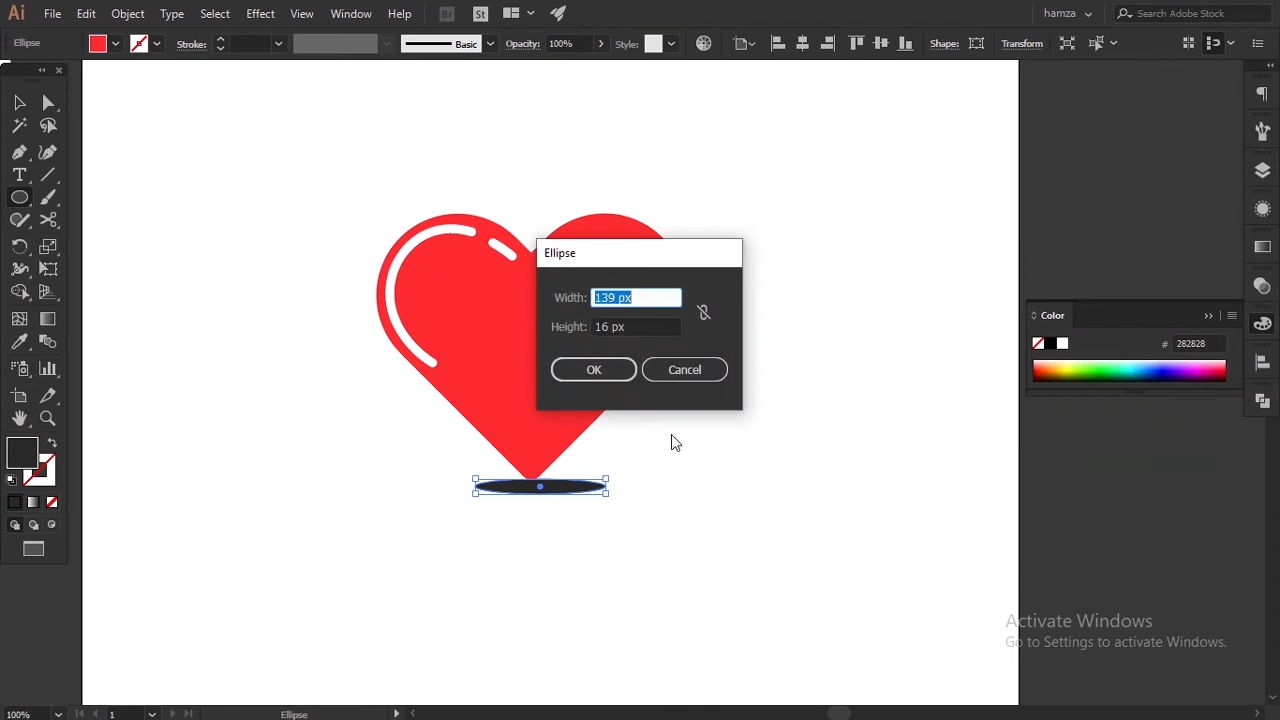 Ai File Edit Object Type Select Effect View Window Help Br St hamza Search Adobe Stock
Ellipse Stroke: Basic Opacity: 100% Style: Shape: Transform
Ellipse
Width: 139 px
Height: 16 px
OK Cancel
Color
# 282828
T
Activate Windows
Go to Settings to activate Windows.
100% 1 Ellipse